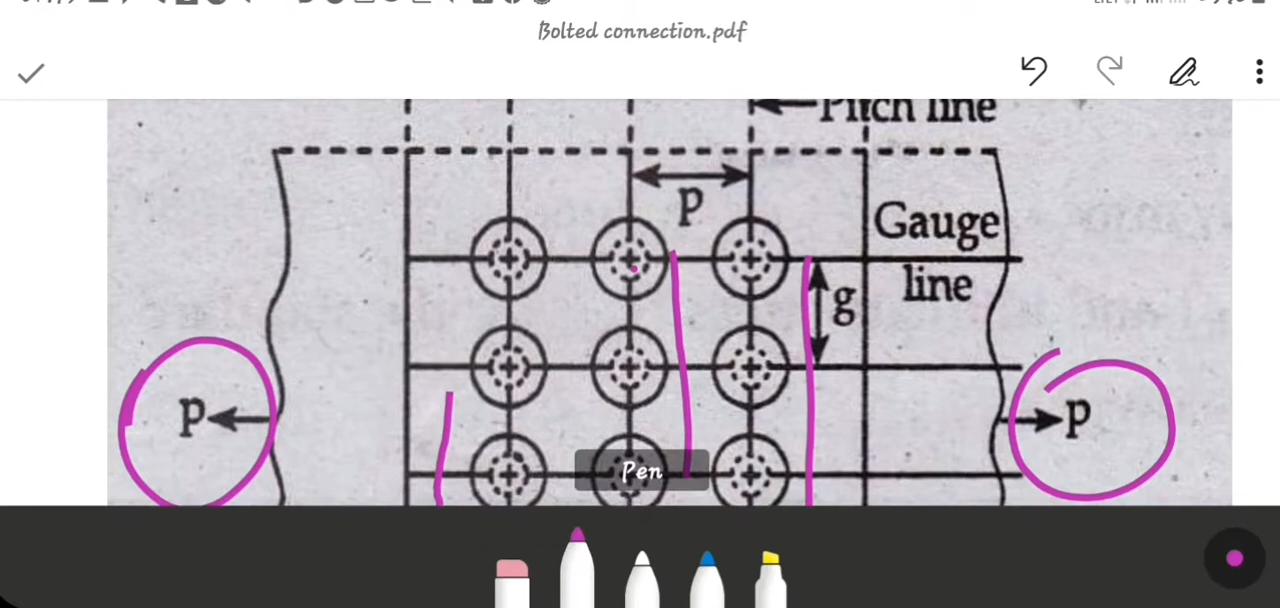 Bolted connection.pdf
Pitch line
p
Gauge
line
g
p
p
Pen